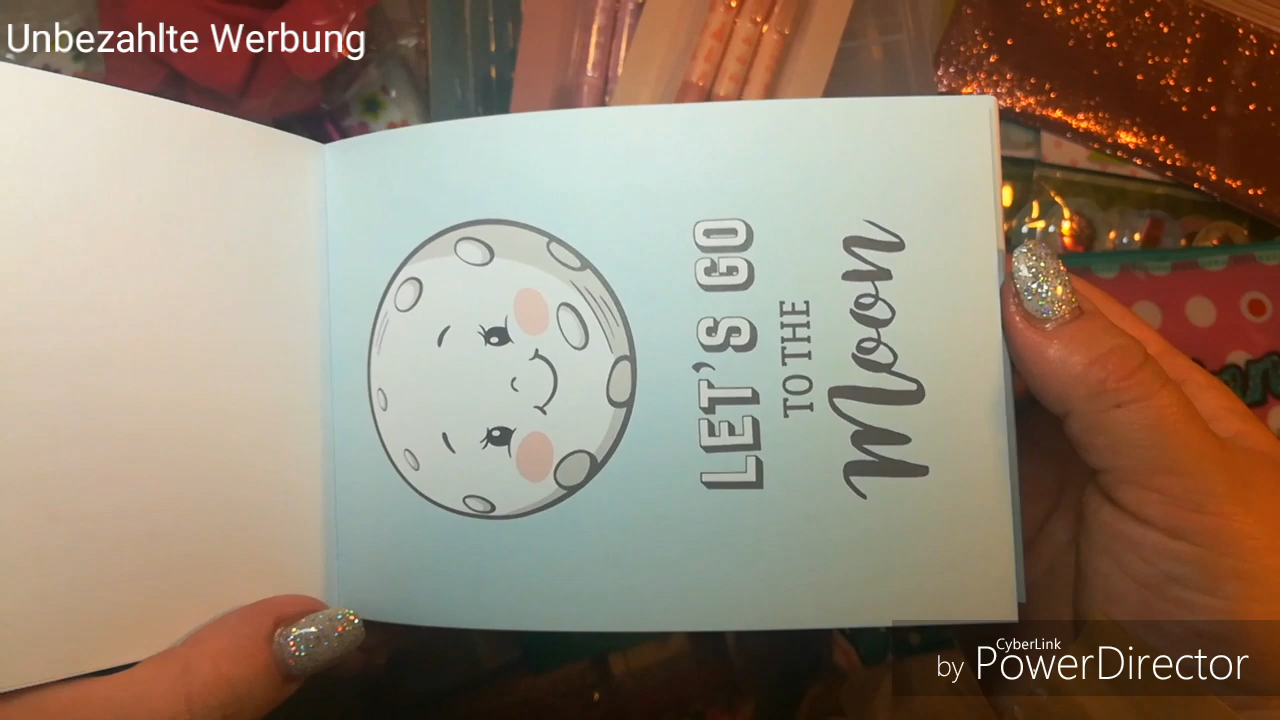 Unbezahlte Werbung
LET'S GO
TO THE
Moon
CyberLink
by PowerDirector